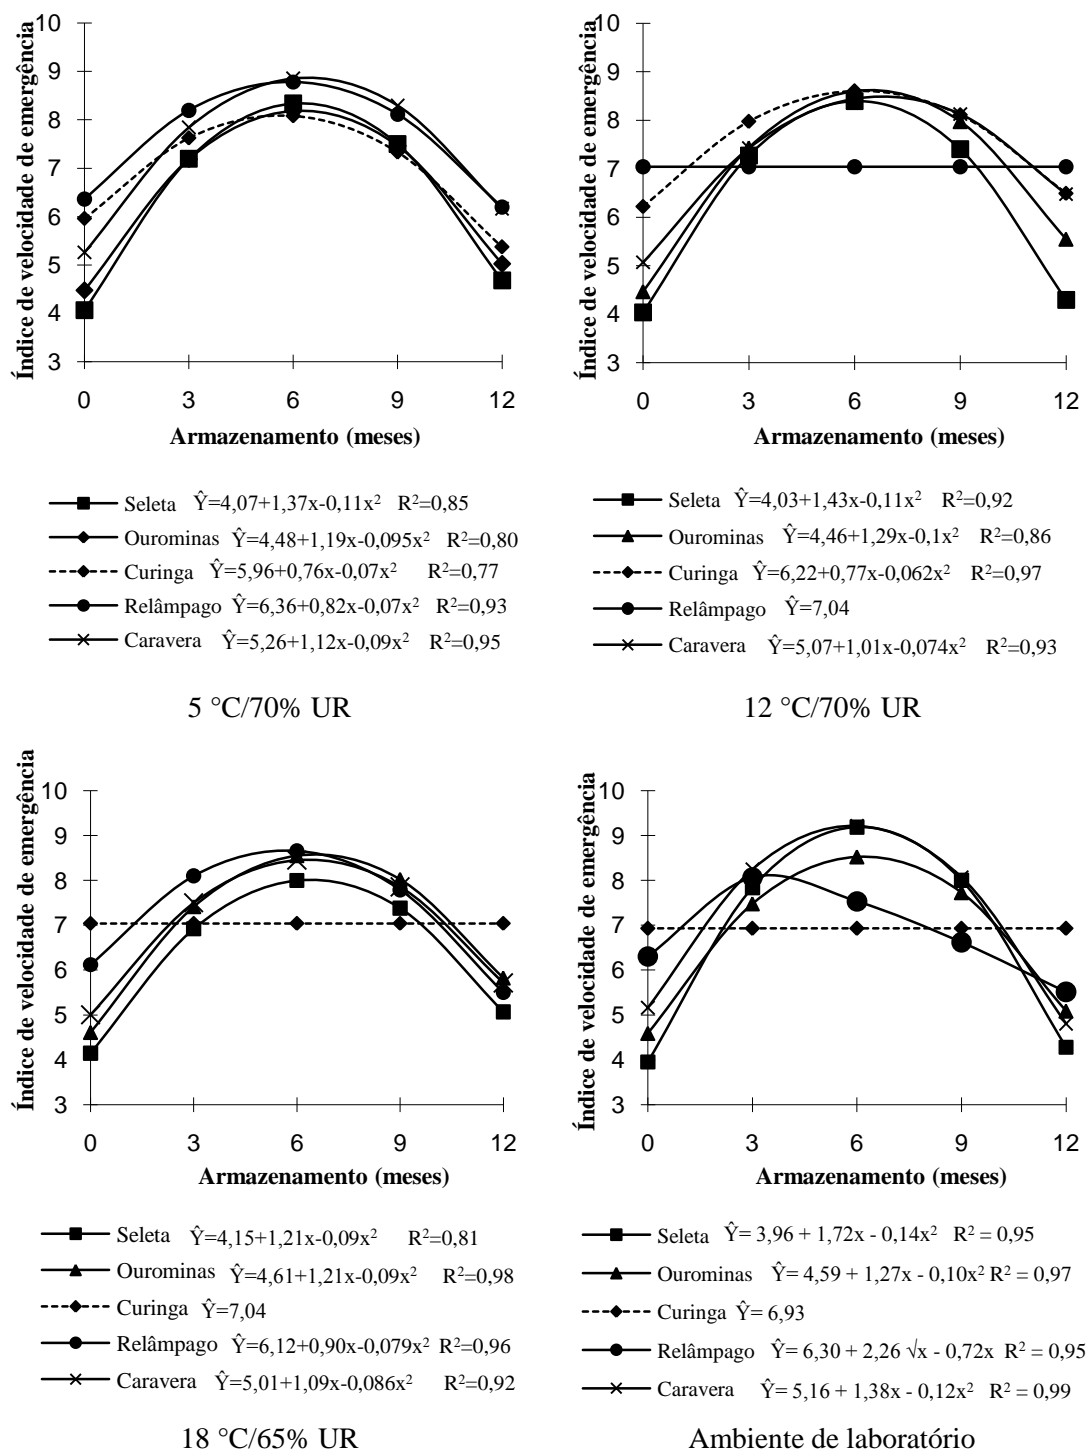 Índice de velocidade de emergência
10
9
8
7
6
5
4
3
0 3 6 9 12
Armazenamento (meses)
Seleta Ŷ=4,07+1,37x-0,11x² R²=0,85
Ourominas Ŷ=4,48+1,19x-0,095x² R²=0,80
Curinga Ŷ=5,96+0,76x-0,07x² R²=0,77
Relâmpago Ŷ=6,36+0,82x-0,07x² R²=0,93
Caravera Ŷ=5,26+1,12x-0,09x² R²=0,95
5 °C/70% UR
Índice de velocidade de emergência
10
9
8
7
6
5
4
3
0 3 6 9 12
Armazenamento (meses)
Seleta Ŷ=4,03+1,43x-0,11x² R²=0,92
Ourominas Ŷ=4,46+1,29x-0,1x² R²=0,86
Curinga Ŷ=6,22+0,77x-0,062x² R²=0,97
Relâmpago Ŷ=7,04
Caravera Ŷ=5,07+1,01x-0,074x² R²=0,93
12 °C/70% UR
Índice de velocidade de emergência
10
9
8
7
6
5
4
3
0 3 6 9 12
Armazenamento (meses)
Seleta Ŷ=4,15+1,21x-0,09x² R²=0,81
Ourominas Ŷ=4,61+1,21x-0,09x² R²=0,98
Curinga Ŷ=7,04
Relâmpago Ŷ=6,12+0,90x-0,079x² R²=0,96
Caravera Ŷ=5,01+1,09x-0,086x² R²=0,92
18 °C/65% UR
Índice de velocidade de emergência
10
9
8
7
6
5
4
3
0 3 6 9 12
Armazenamento (meses)
Seleta Ŷ= 3,96 + 1,72x - 0,14x² R² = 0,95
Ourominas Ŷ= 4,59 + 1,27x - 0,10x² R² = 0,97
Curinga Ŷ= 6,93
Relâmpago Ŷ= 6,30 + 2,26 √x - 0,72x R² = 0,95
Caravera Ŷ= 5,16 + 1,38x - 0,12x² R² = 0,99
Ambiente de laboratório